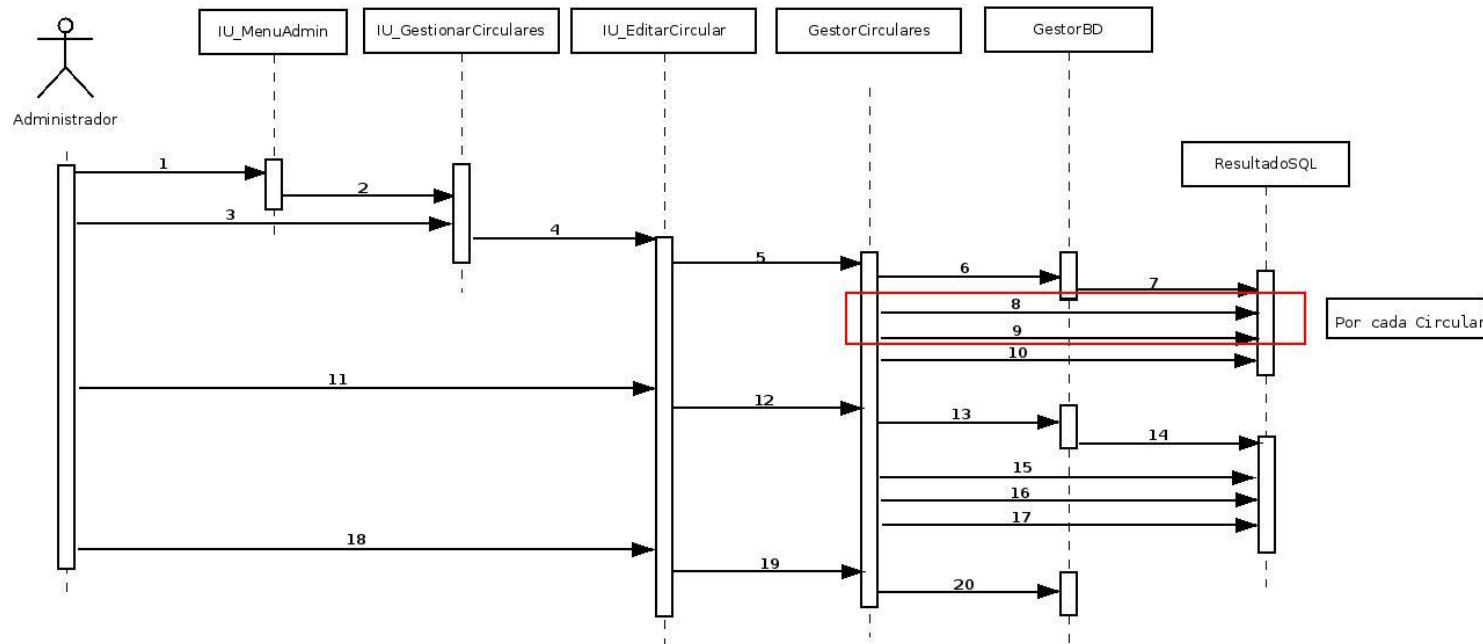 IU_MenuAdmin
IU_GestionarCirculares
IU_EditarCircular
GestorCirculares
GestorBD
Administrador
ResultadoSQL
1
2
3
4
5
6
7
8
Por cada Circular
9
10
11
12
13
14
15
16
17
18
19
20